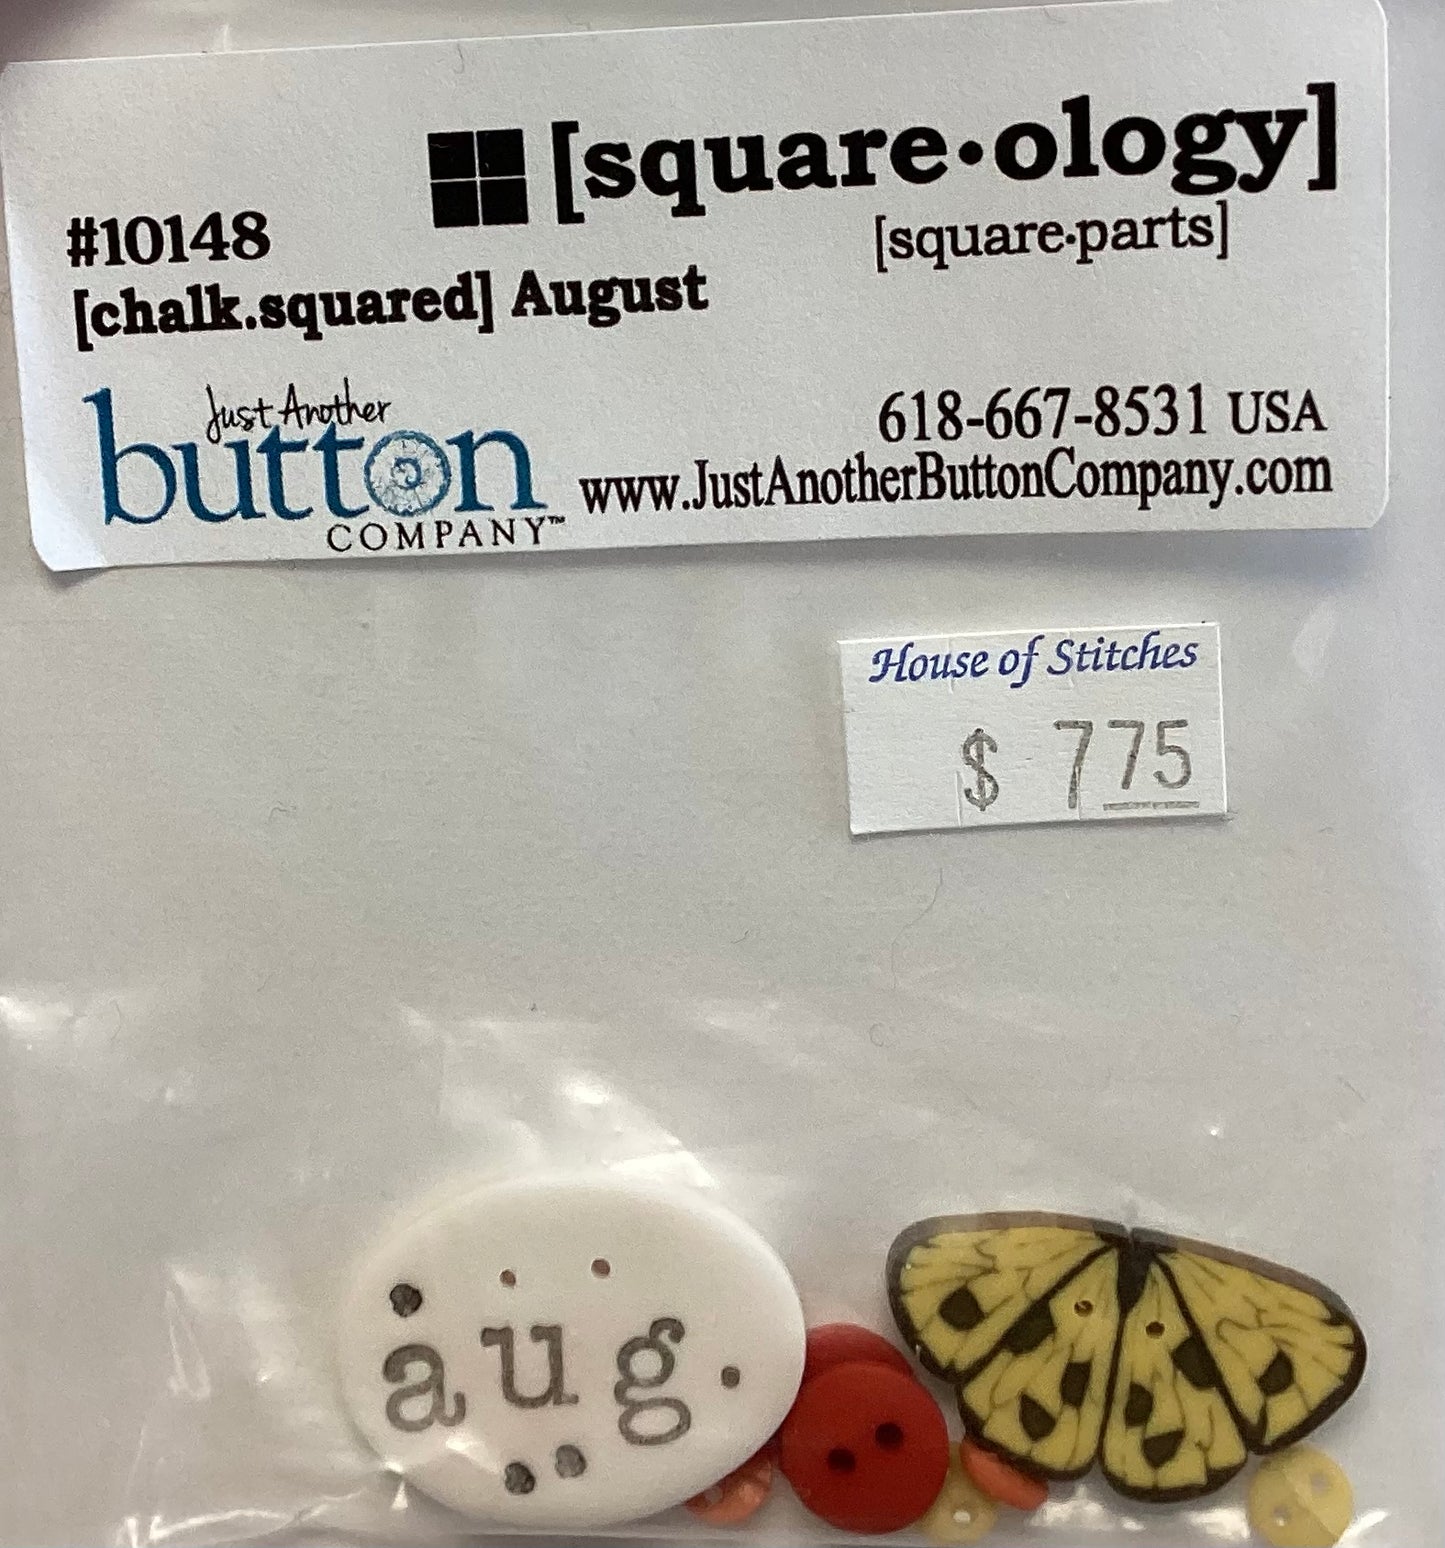 [square•ology]
[square•parts]
#10148
[chalk.squared] August
Just Another
button
COMPANY™
618-667-8531 USA
www.JustAnotherButtonCompany.com
House of Stitches
$ 775
aug.